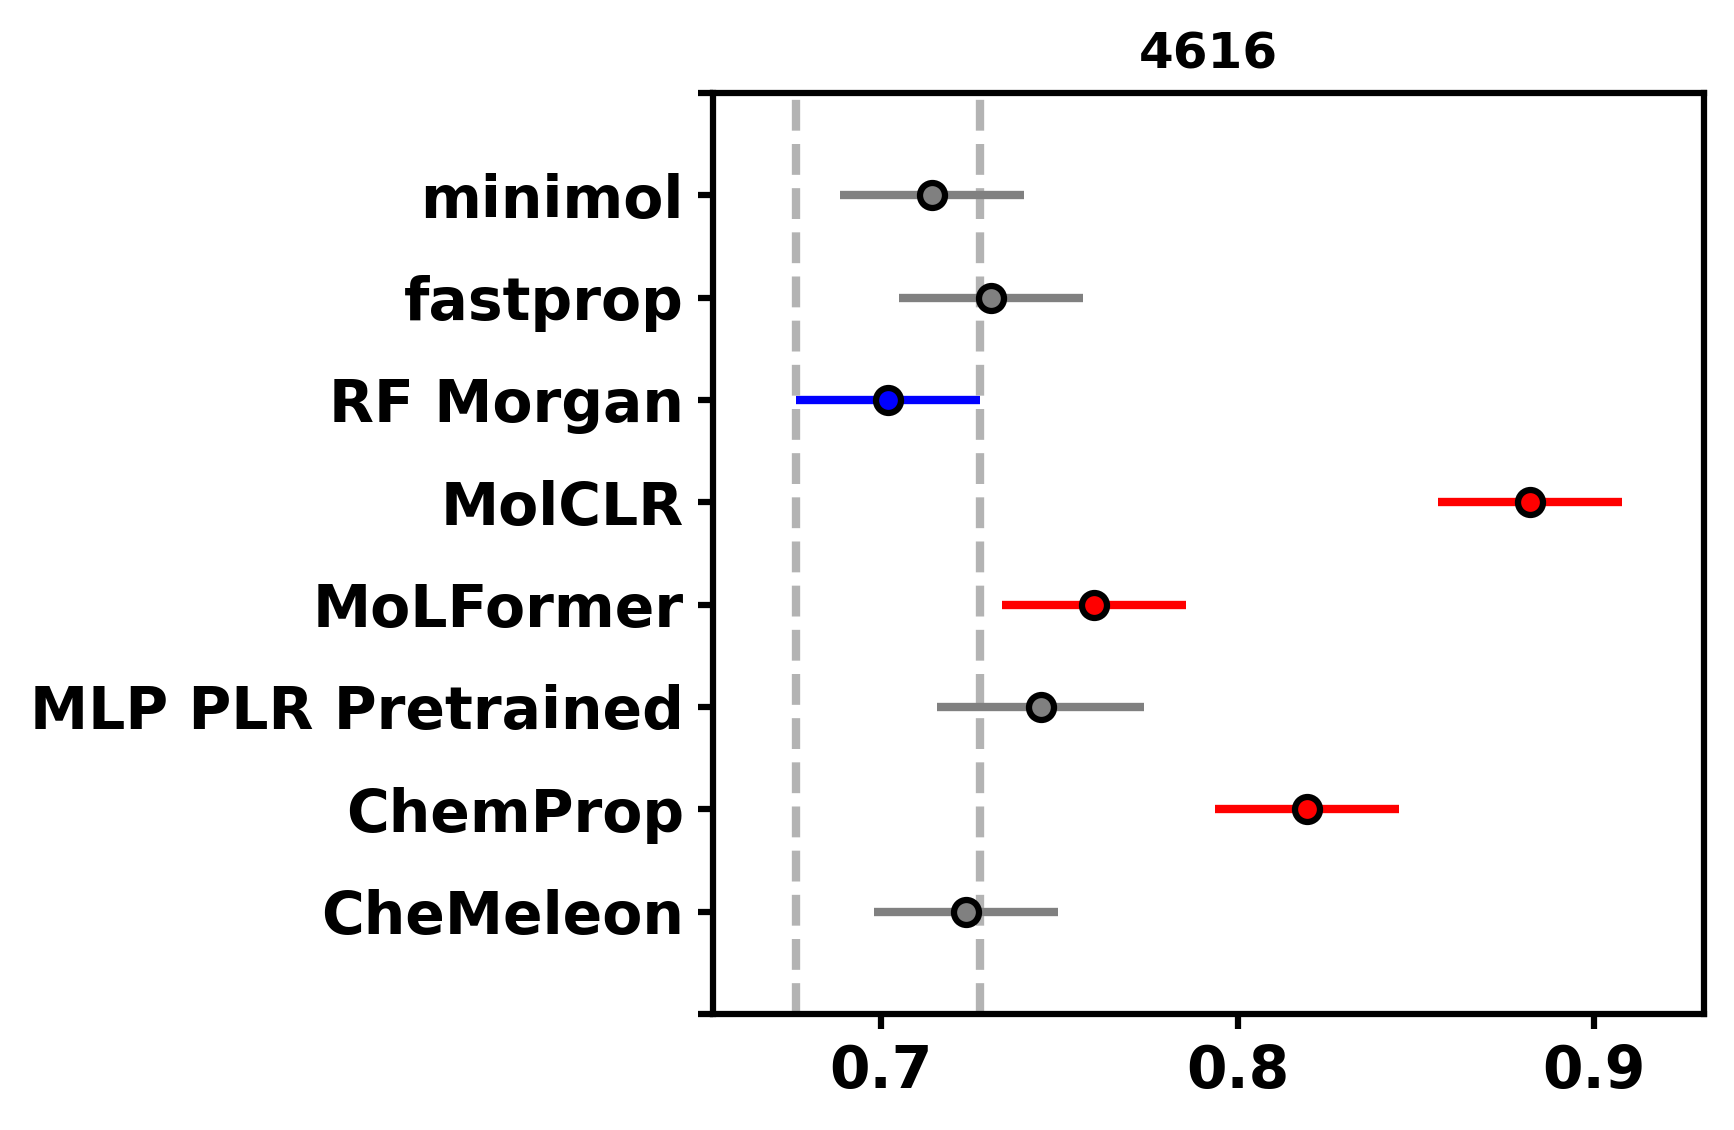 4616
minimol
fastprop
RF Morgan
MolCLR
MoLFormer
MLP PLR Pretrained
ChemProp
CheMeleon
0.7 0.8 0.9